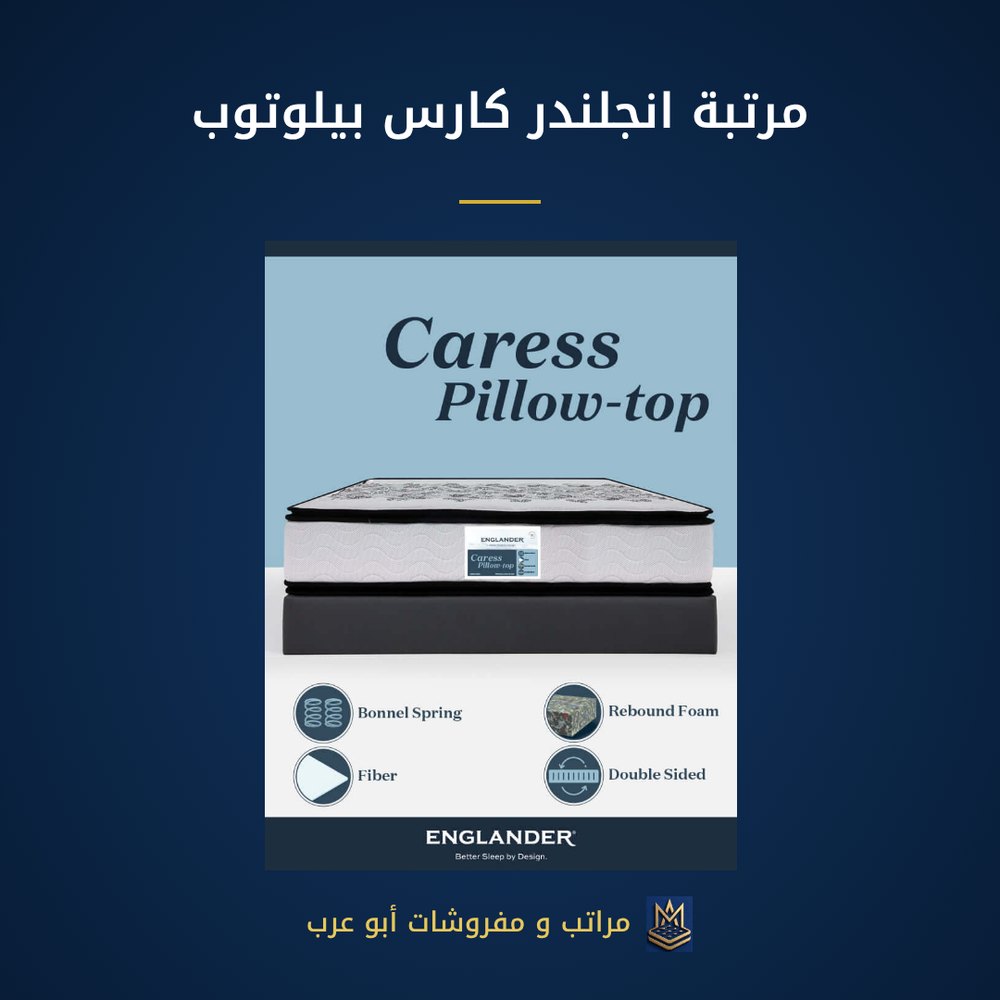 مرتبة انجلندر كارس بيلوتوب
Caress
Pillow-top
ENGLANDER
Caress
Pillow-top
Bonnel Spring
Rebound Foam
Fiber
Double Sided
ENGLANDER®
Better Sleep by Design.
مراتب و مفروشات أبو عرب